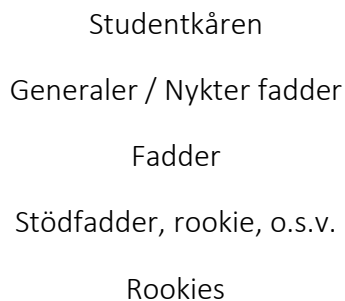 Studentkåren
Generaler / Nykter fadder
Fadder
Stödfadder, rookie, o.s.v.
Rookies